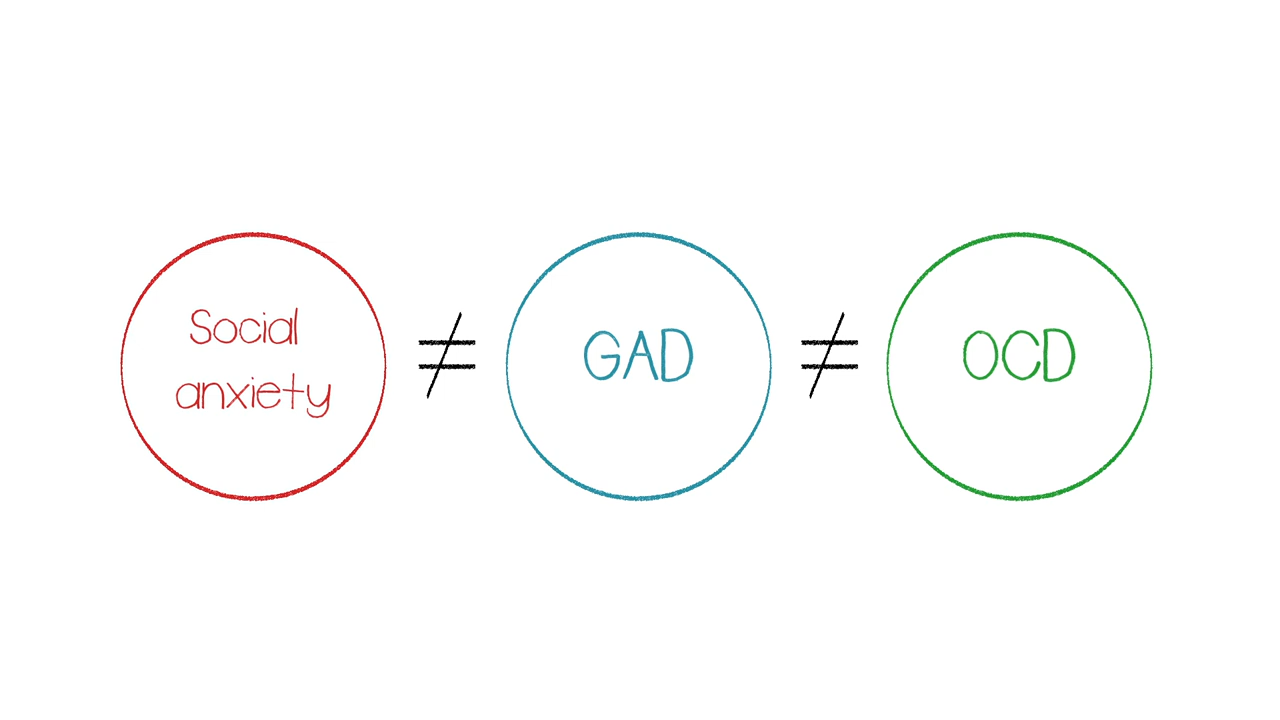 Social
anxiety
≠
GAD
≠
OCD